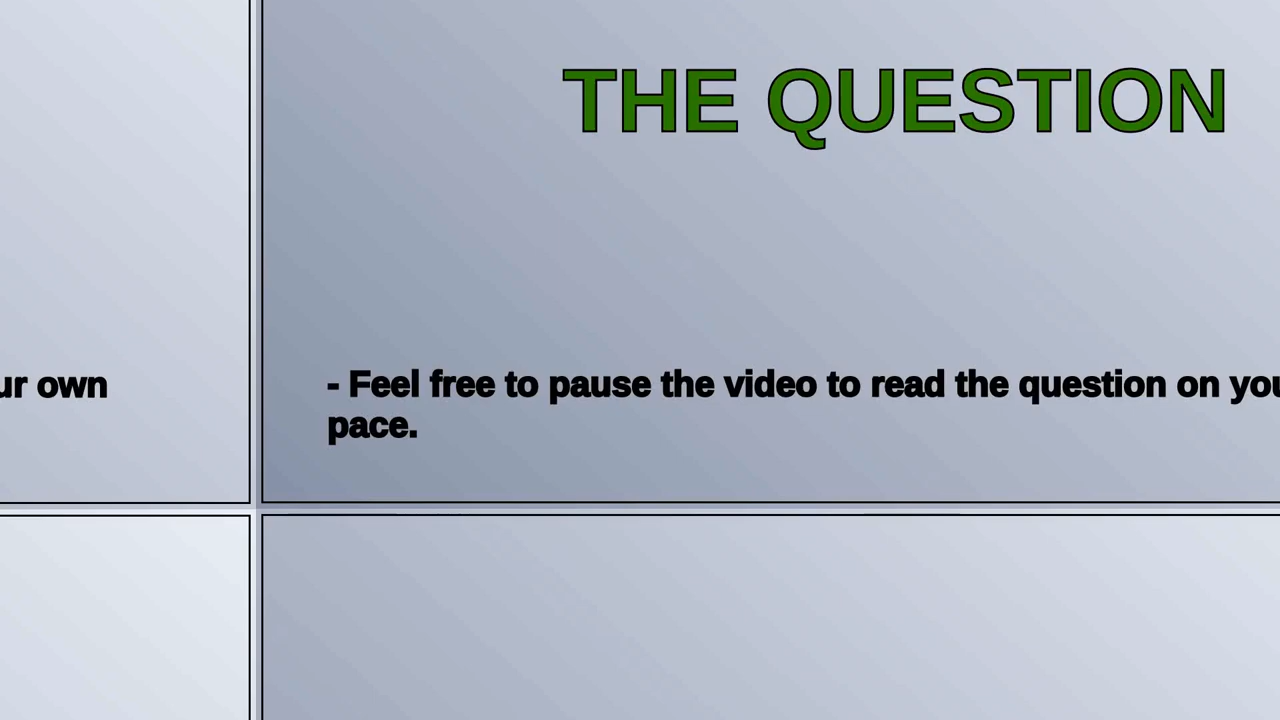 THE QUESTION
ur own
- Feel free to pause the video to read the question on you
pace.